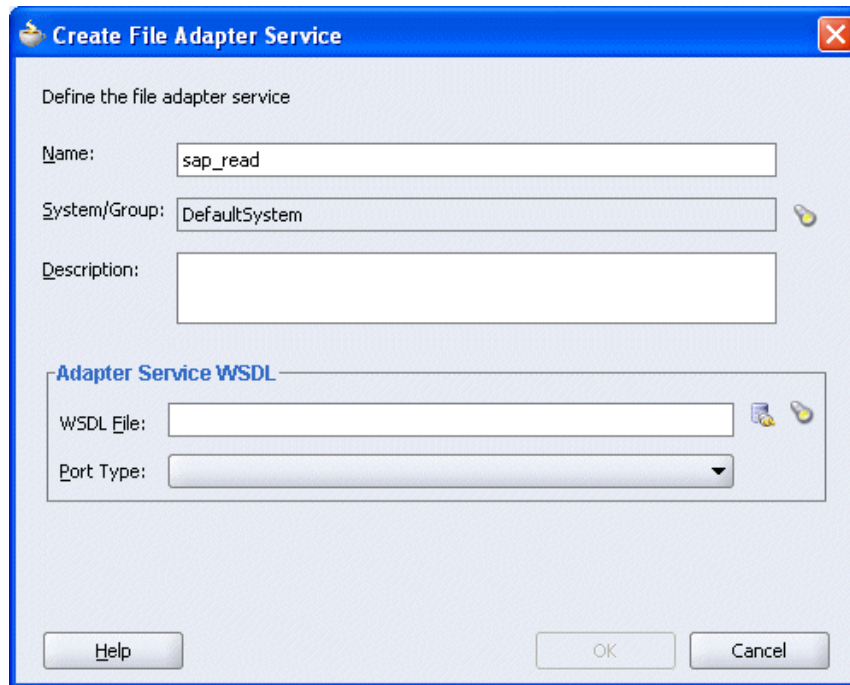 Create File Adapter Service
Define the file adapter service
Name: sap_read
System/Group: DefaultSystem
Description:
Adapter Service WSDL
WSDL File:
Port Type:
Help OK Cancel